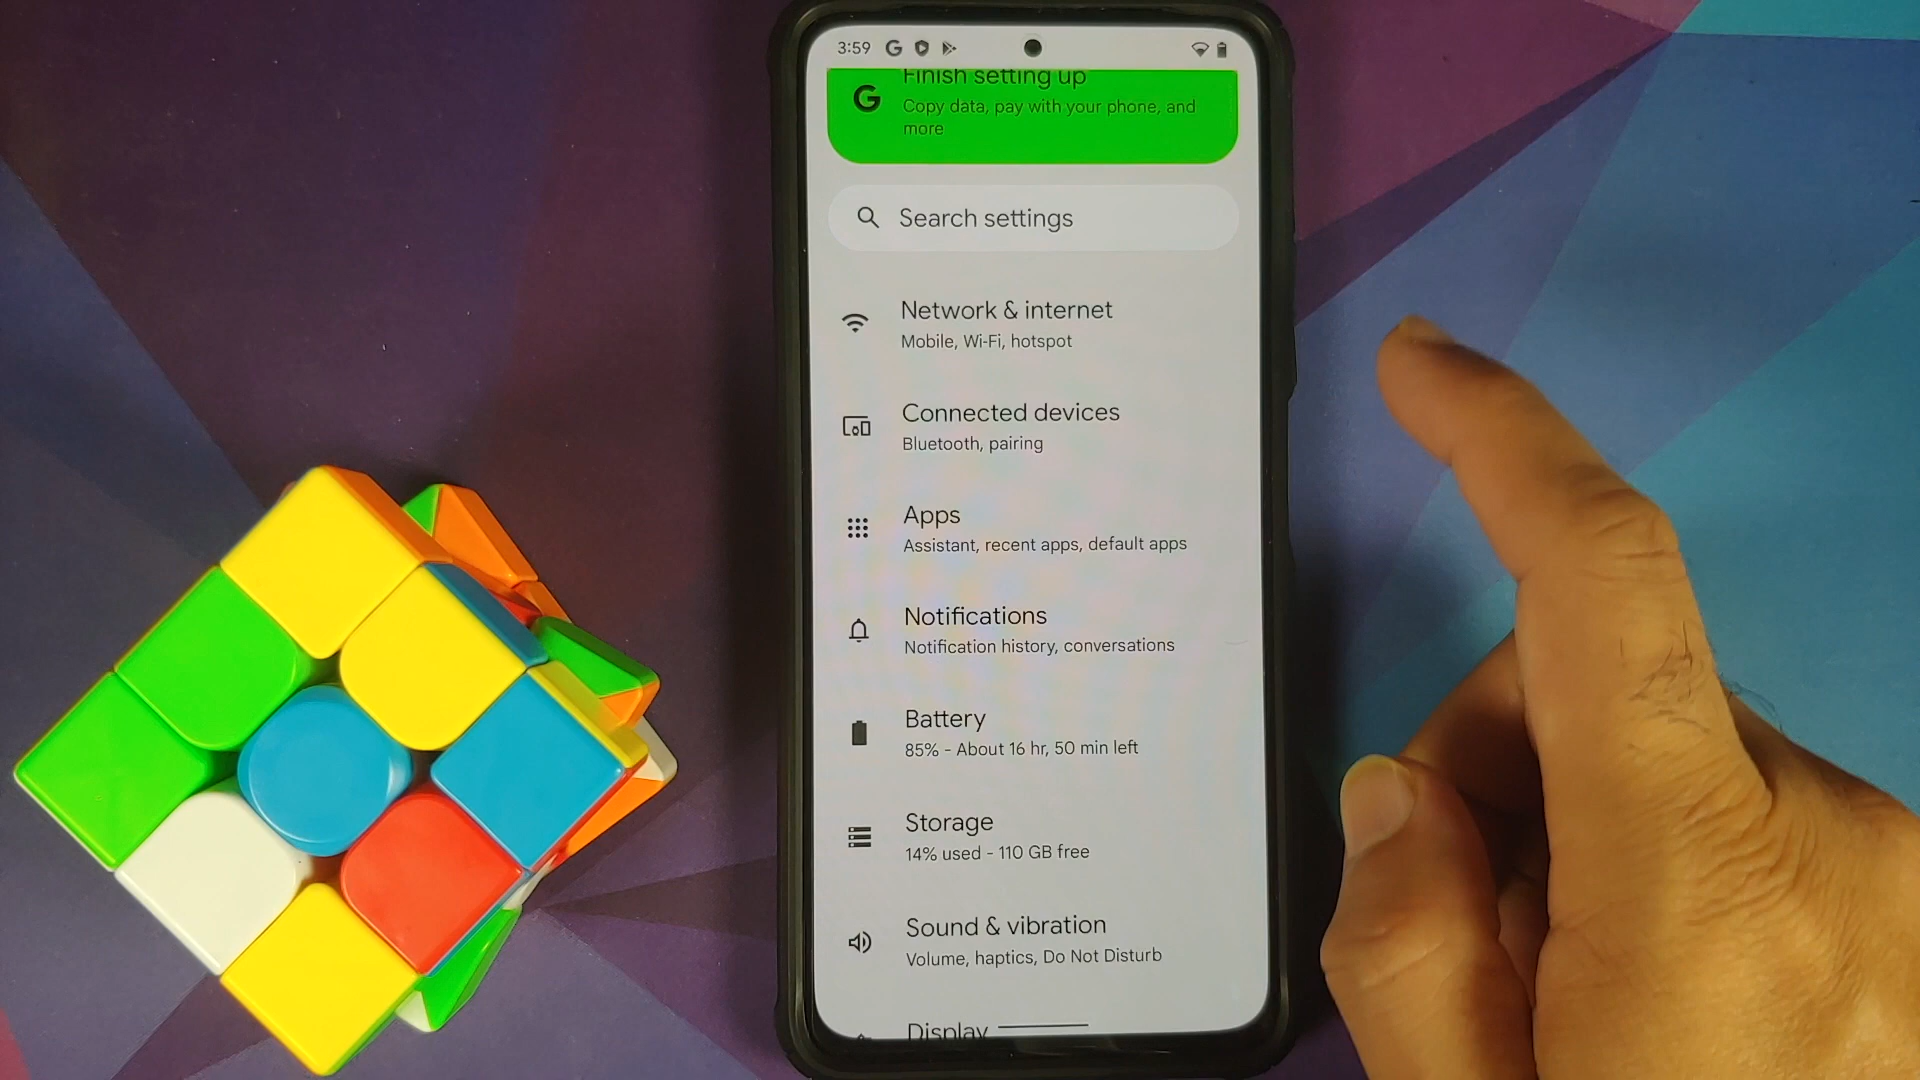 3:59
Finish setting up
Copy data, pay with your phone, and
more
Search settings
Network & internet
Mobile, Wi-Fi, hotspot
Connected devices
Bluetooth, pairing
Apps
Assistant, recent apps, default apps
Notifications
Notification history, conversations
Battery
85% - About 16 hr, 50 min left
Storage
14% used - 110 GB free
Sound & vibration
Volume, haptics, Do Not Disturb
Display